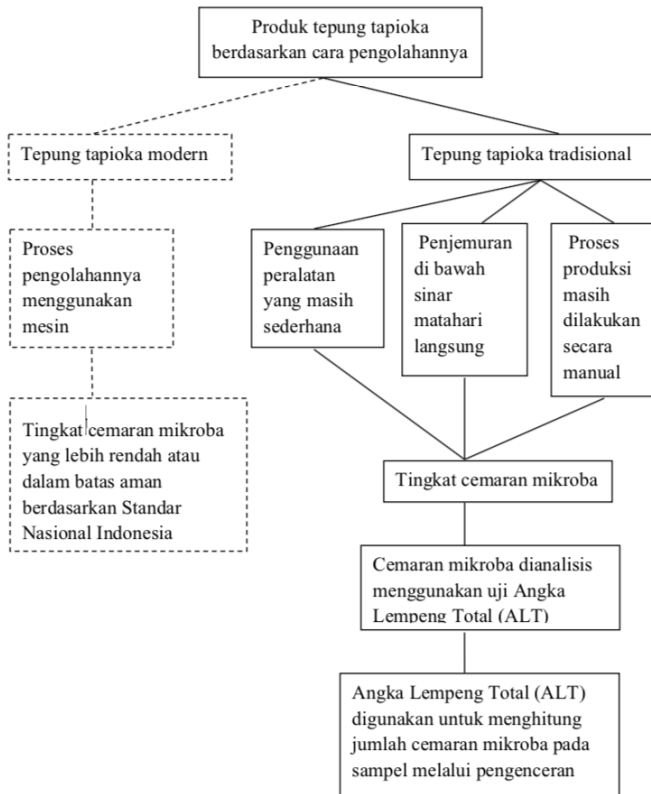 Produk tepung tapioka
berdasarkan cara pengolahannya
Tepung tapioka modern
Tepung tapioka tradisional
Proses
pengolahannya
menggunakan
mesin
Penggunaan
peralatan
yang masih
sederhana
Penjemuran
di bawah
sinar
matahari
langsung
Proses
produksi
masih
dilakukan
secara
manual
Tingkat cemaran mikroba
yang lebih rendah atau
dalam batas aman
berdasarkan Standar
Nasional Indonesia
Tingkat cemaran mikroba
Cemaran mikroba dianalisis
menggunakan uji Angka
Lempeng Total (ALT)
Angka Lempeng Total (ALT)
digunakan untuk menghitung
jumlah cemaran mikroba pada
sampel melalui pengenceran